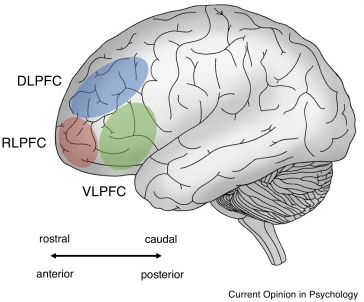 DLPFC
RLPFC
VLPFC
rostral caudal
anterior posterior
Current Opinion in Psychology